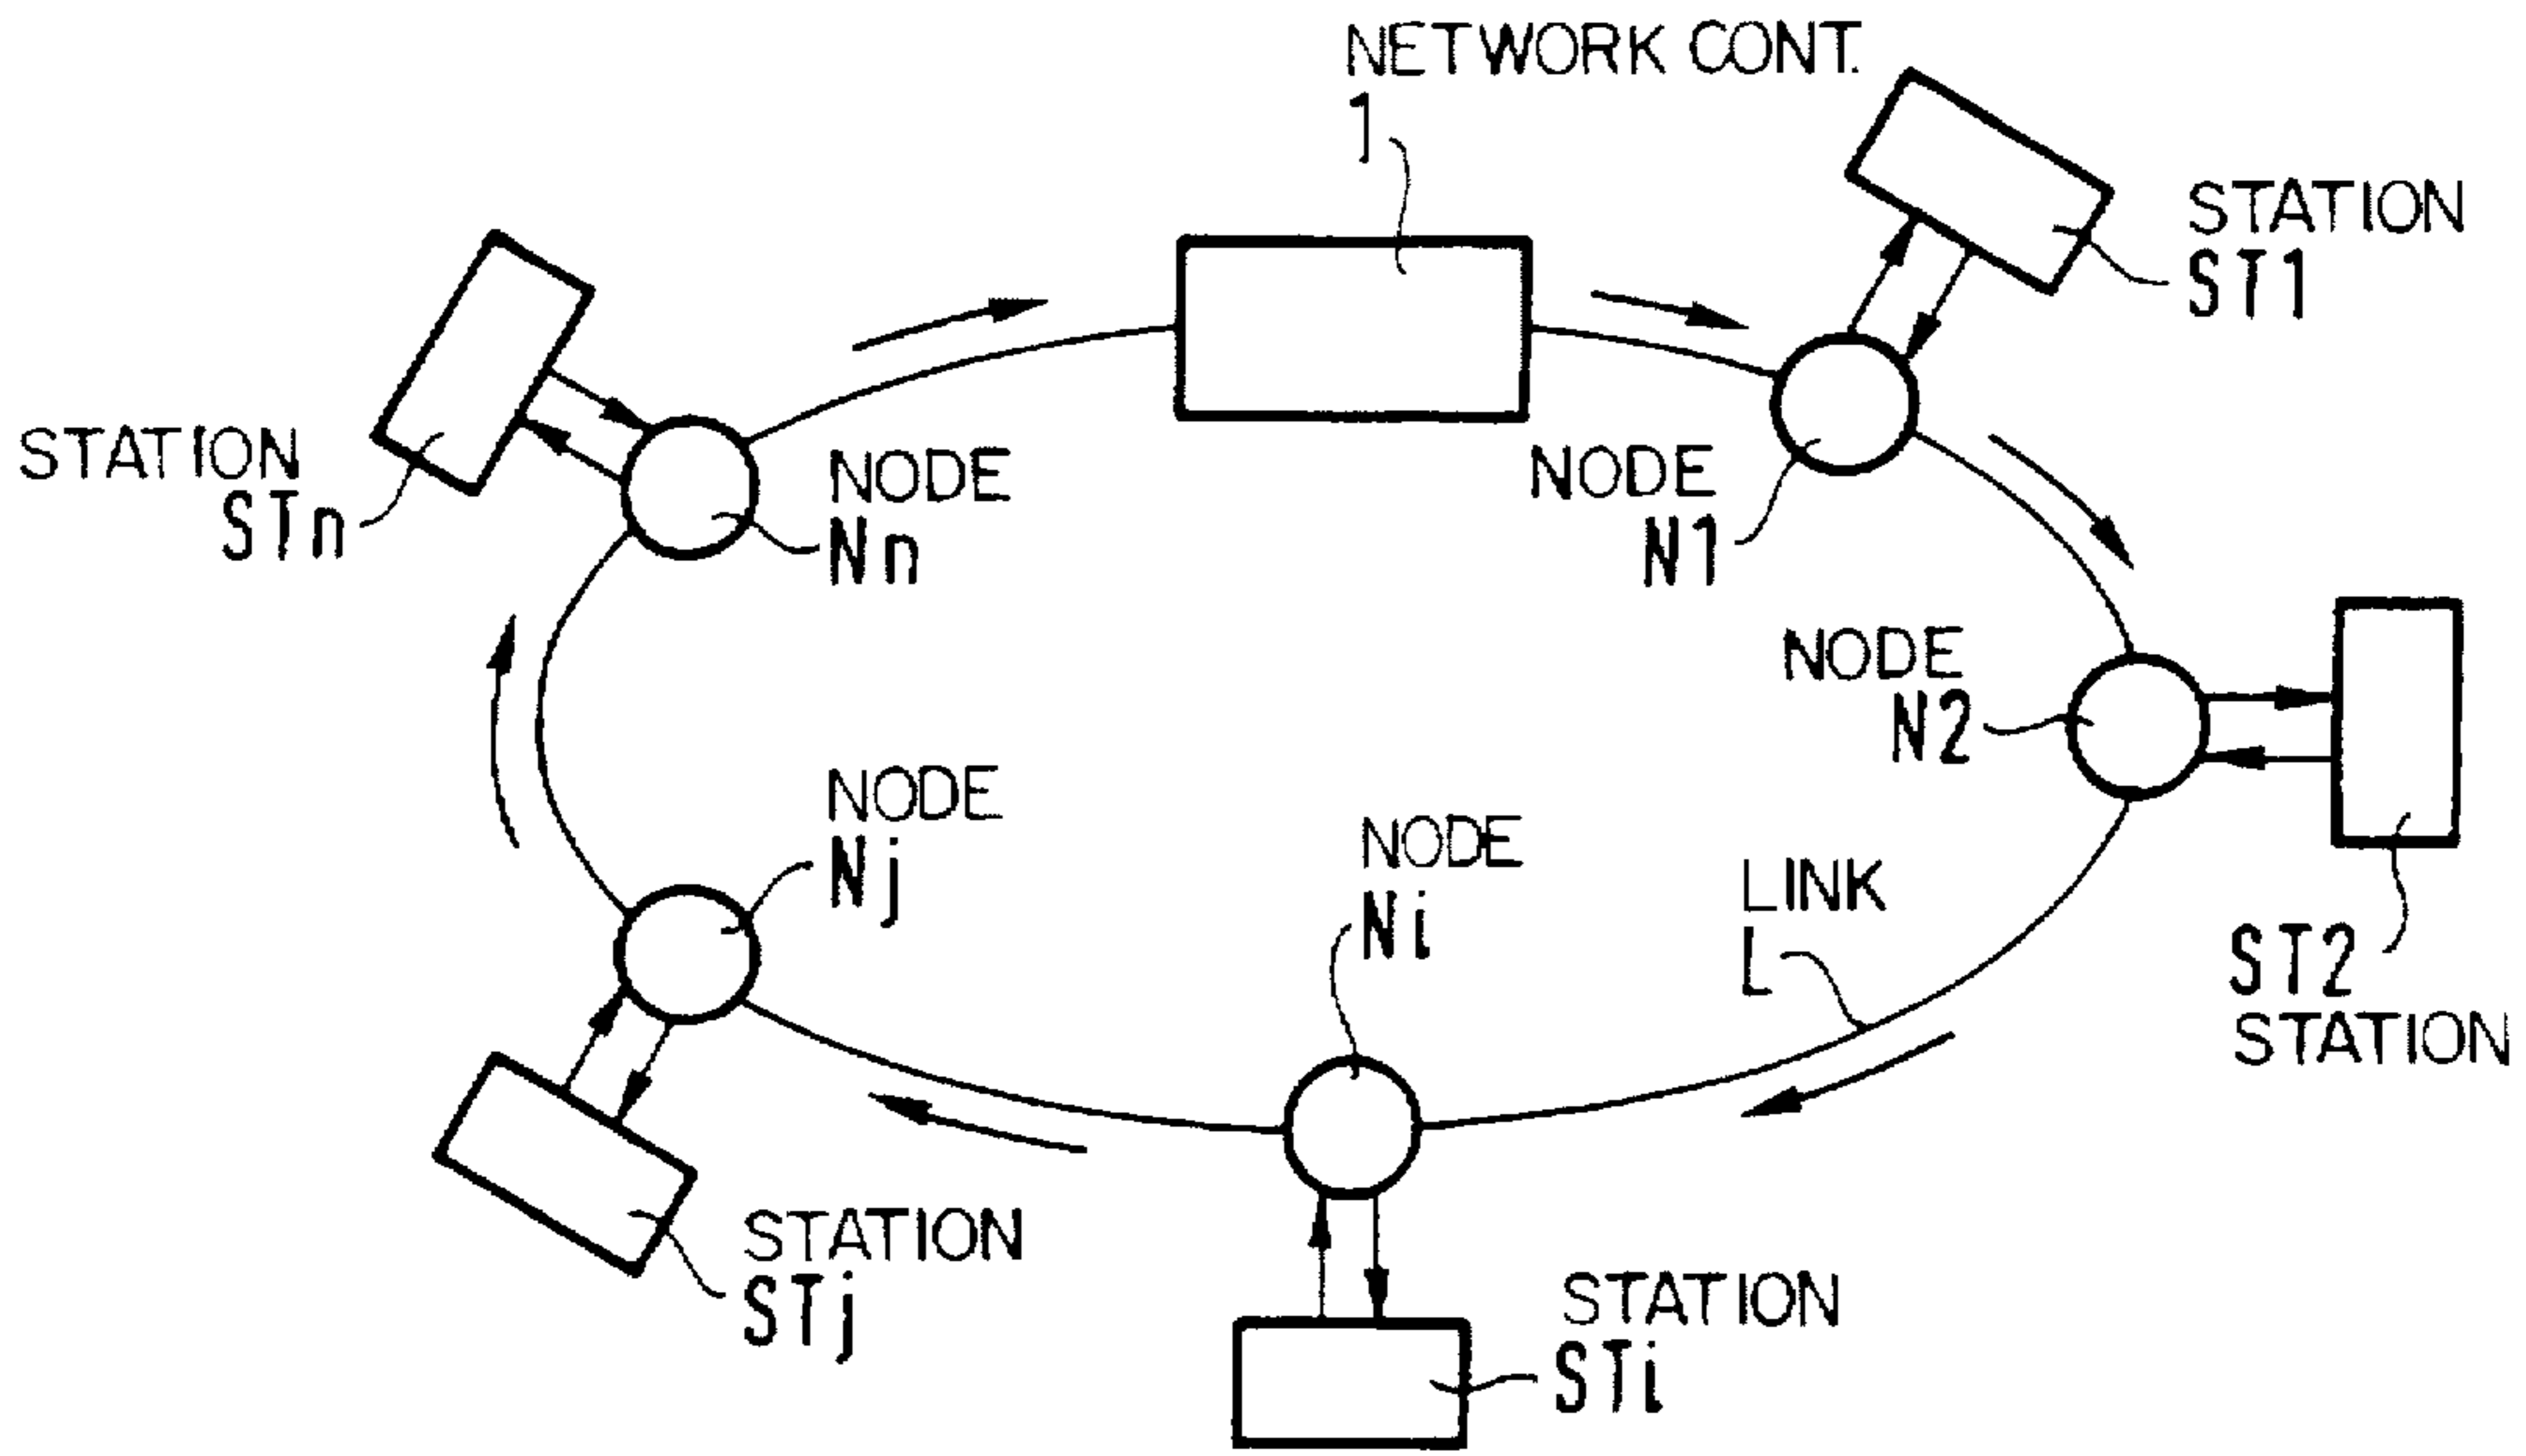 NETWORK CONT.
1
STATION
ST1
STATION
STn
NODE
Nn
NODE
N1
NODE
N2
NODE
Nj
NODE
Ni
LINK
L
ST2
STATION
STATION
STj
STATION
STi